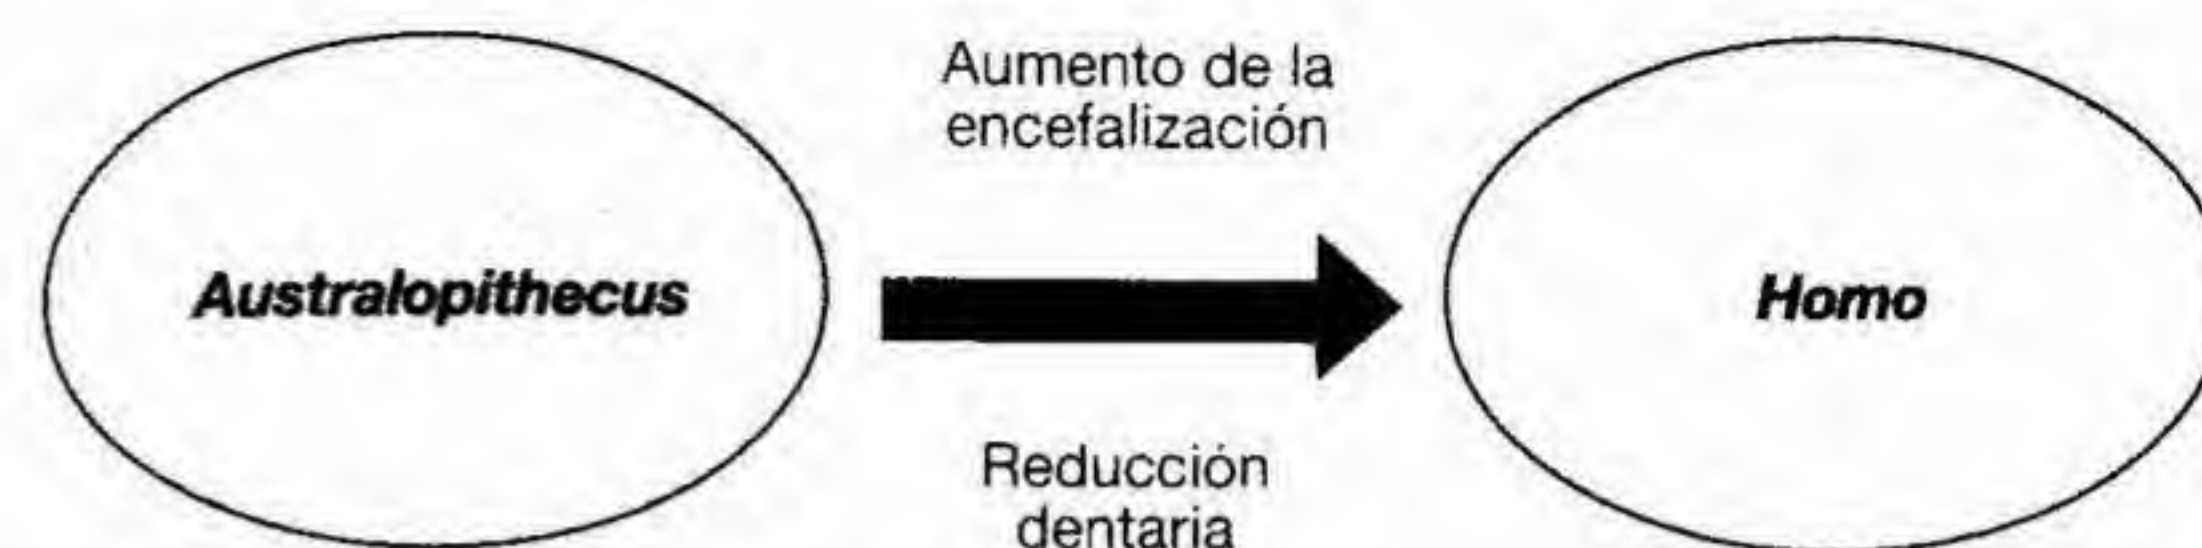 Aumento de la
encefalización
Australopithecus
Homo
Reducción
dentaria